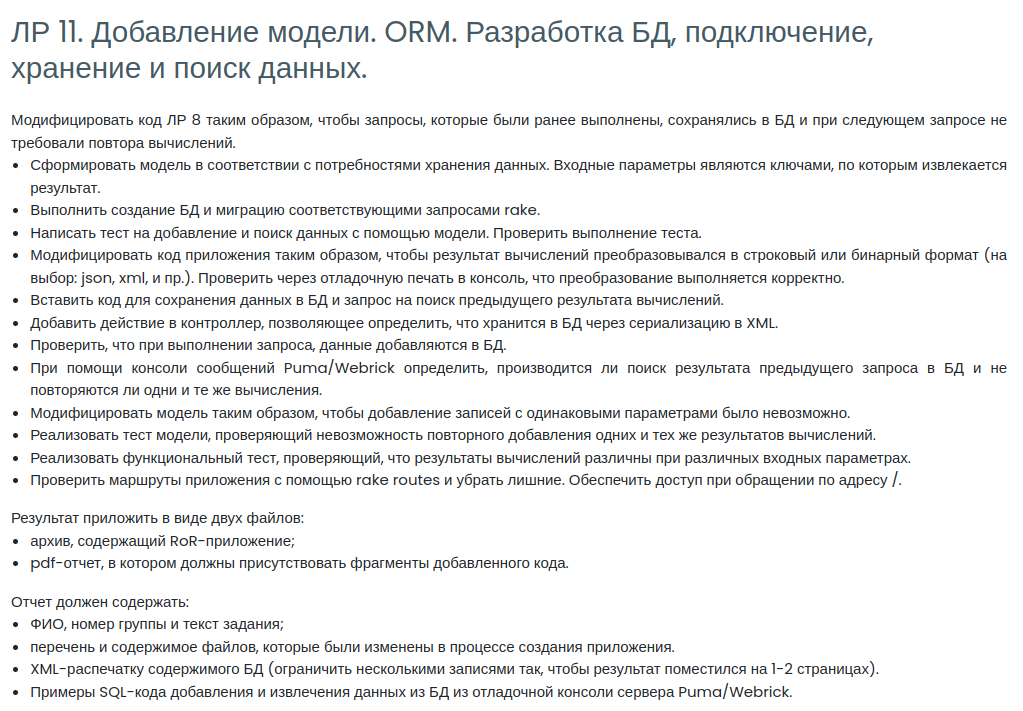 ЛР 11. Добавление модели. ORM. Разработка БД, подключение,
хранение и поиск данных.
Модифицировать код ЛР 8 таким образом, чтобы запросы, которые были ранее выполнены, сохранялись в БД и при следующем запросе не
требовали повтора вычислений.
• Сформировать модель в соответствии с потребностями хранения данных. Входные параметры являются ключами, по которым извлекается
результат.
• Выполнить создание БД и миграцию соответствующими запросами rake.
• Написать тест на добавление и поиск данных с помощью модели. Проверить выполнение теста.
• Модифицировать код приложения таким образом, чтобы результат вычислений преобразовывался в строковый или бинарный формат (на
выбор: json, xml, и пр.). Проверить через отладочную печать в консоль, что преобразование выполняется корректно.
• Вставить код для сохранения данных в БД и запрос на поиск предыдущего результата вычислений.
• Добавить действие в контроллер, позволяющее определить, что хранится в БД через сериализацию в XML.
• Проверить, что при выполнении запроса, данные добавляются в БД.
• При помощи консоли сообщений Puma/Webrick определить, производится ли поиск результата предыдущего запроса в БД и не
повторяются ли одни и те же вычисления.
• Модифицировать модель таким образом, чтобы добавление записей с одинаковыми параметрами было невозможно.
• Реализовать тест модели, проверяющий невозможность повторного добавления одних и тех же результатов вычислений.
• Реализовать функциональный тест, проверяющий, что результаты вычислений различны при различных входных параметрах.
• Проверить маршруты приложения с помощью rake routes и убрать лишние. Обеспечить доступ при обращении по адресу /.
Результат приложить в виде двух файлов:
• архив, содержащий RoR-приложение;
• pdf-отчет, в котором должны присутствовать фрагменты добавленного кода.
Отчет должен содержать:
• ФИО, номер группы и текст задания;
• перечень и содержимое файлов, которые были изменены в процессе создания приложения.
• XML-распечатку содержимого БД (ограничить несколькими записями так, чтобы результат поместился на 1-2 страницах).
• Примеры SQL-кода добавления и извлечения данных из БД из отладочной консоли сервера Puma/Webrick.